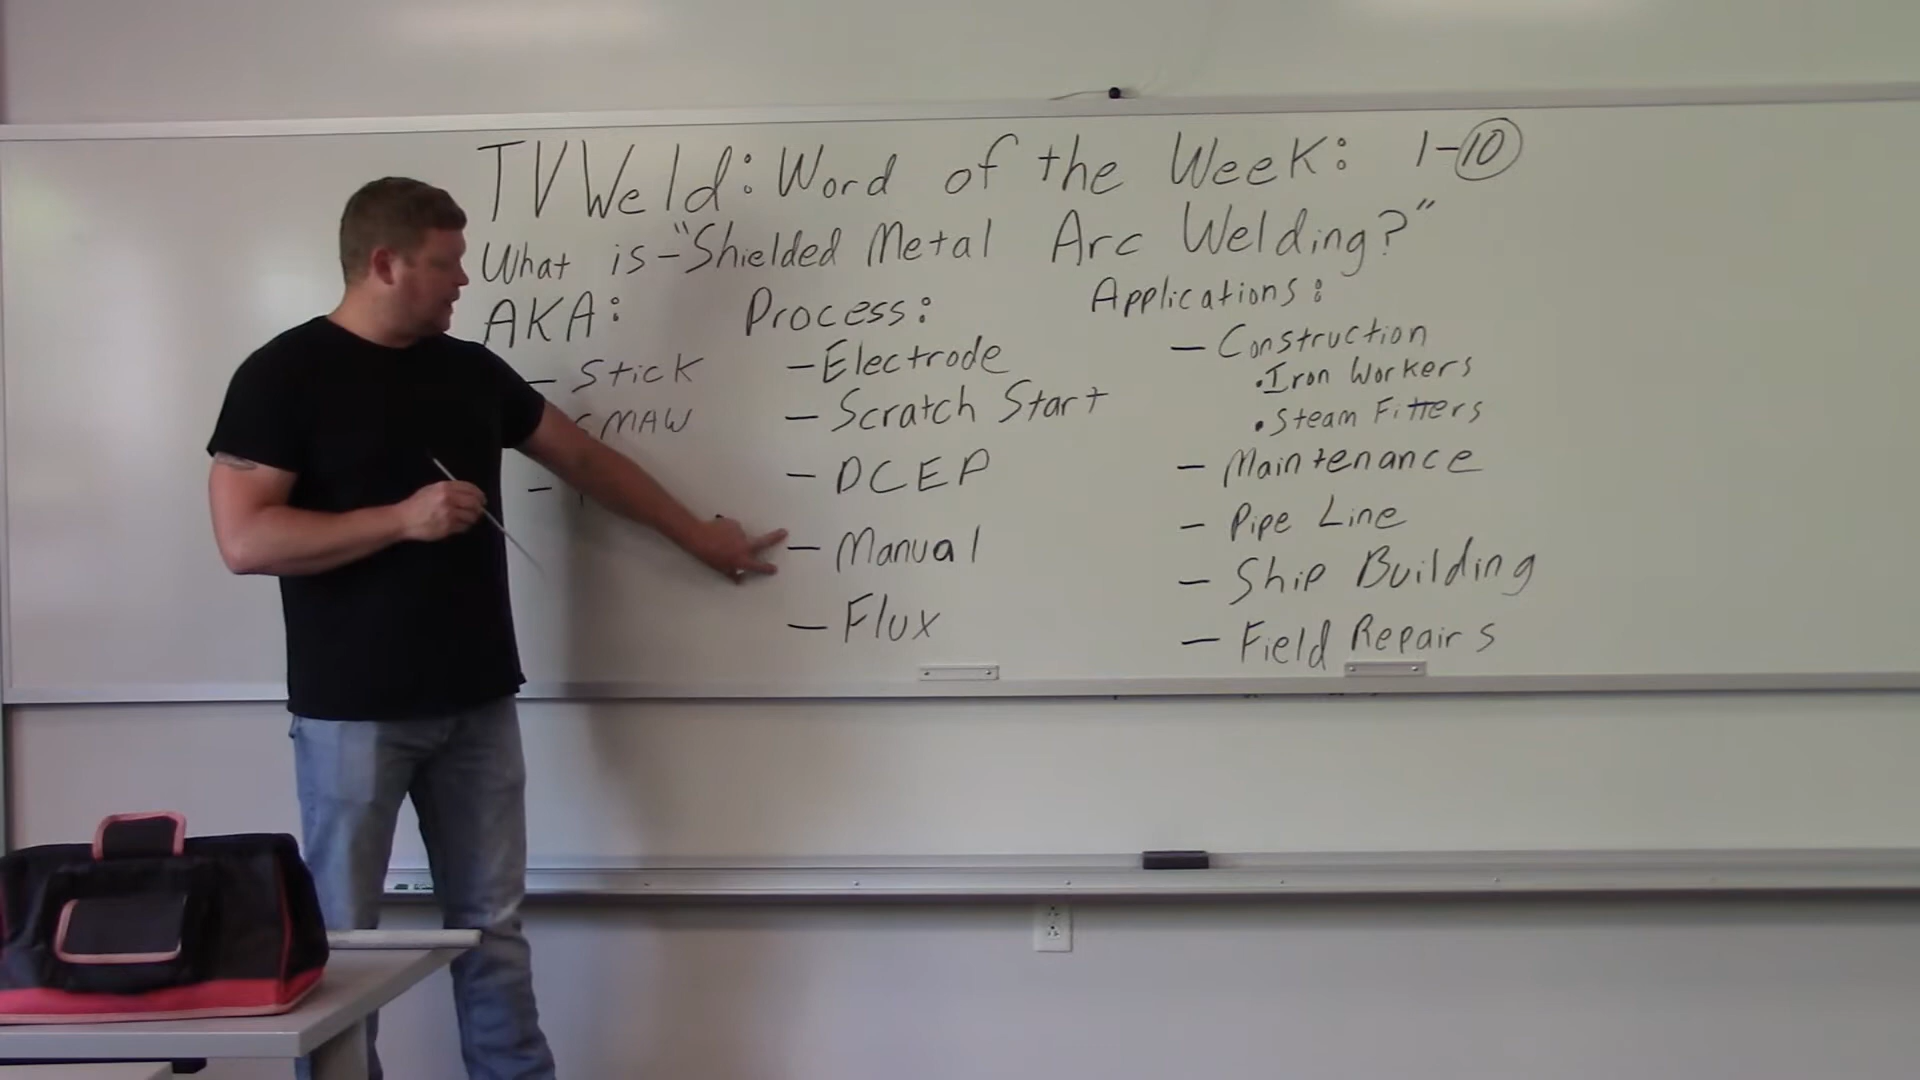 TVWeld: Word of the Week: 1-10
What is - "Shielded Metal Arc Welding?"
AKA:
- Stick
SMAW
-
Process:
- Electrode
- Scratch Start
- DCEP
- Manual
- Flux
Applications:
- Construction
• Iron Workers
• Steam Fitters
- Maintenance
- Pipe Line
- Ship Building
- Field Repairs